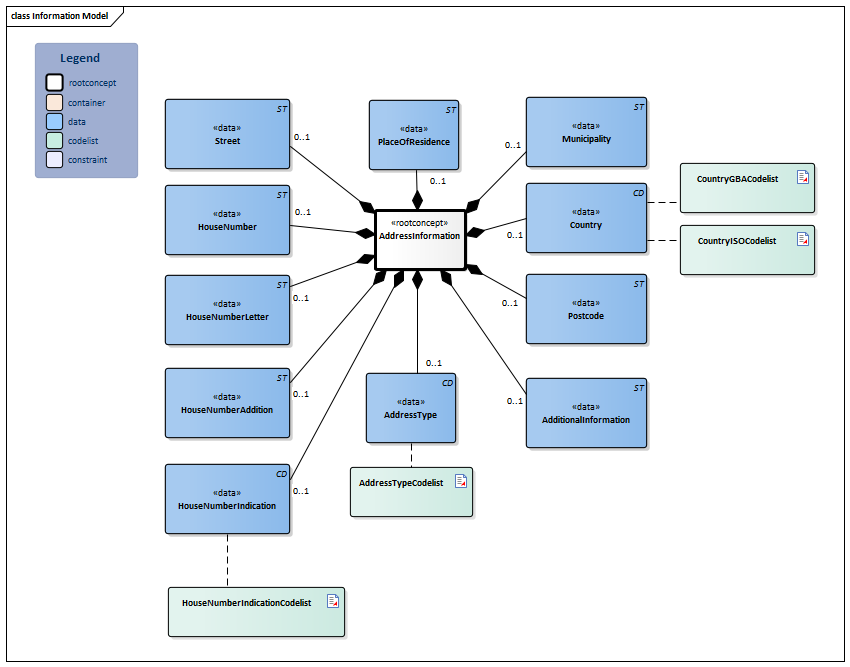 class Information Model
Legend
rootconcept
container
data
codelist
constraint
ST
«data»
Street
0..1
ST
«data»
PlaceOfResidence
0..1
ST
«data»
Municipality
0..1
ST
«data»
HouseNumber
0..1
«rootconcept»
AddressInformation
CD
«data»
Country
0..1
CountryGBACodelist
CountryISOCodelist
ST
«data»
HouseNumberLetter
0..1
ST
«data»
Postcode
0..1
ST
«data»
HouseNumberAddition
0..1
CD
«data»
AddressType
0..1
ST
«data»
AdditionalInformation
0..1
CD
«data»
HouseNumberIndication
0..1
AddressTypeCodelist
HouseNumberIndicationCodelist